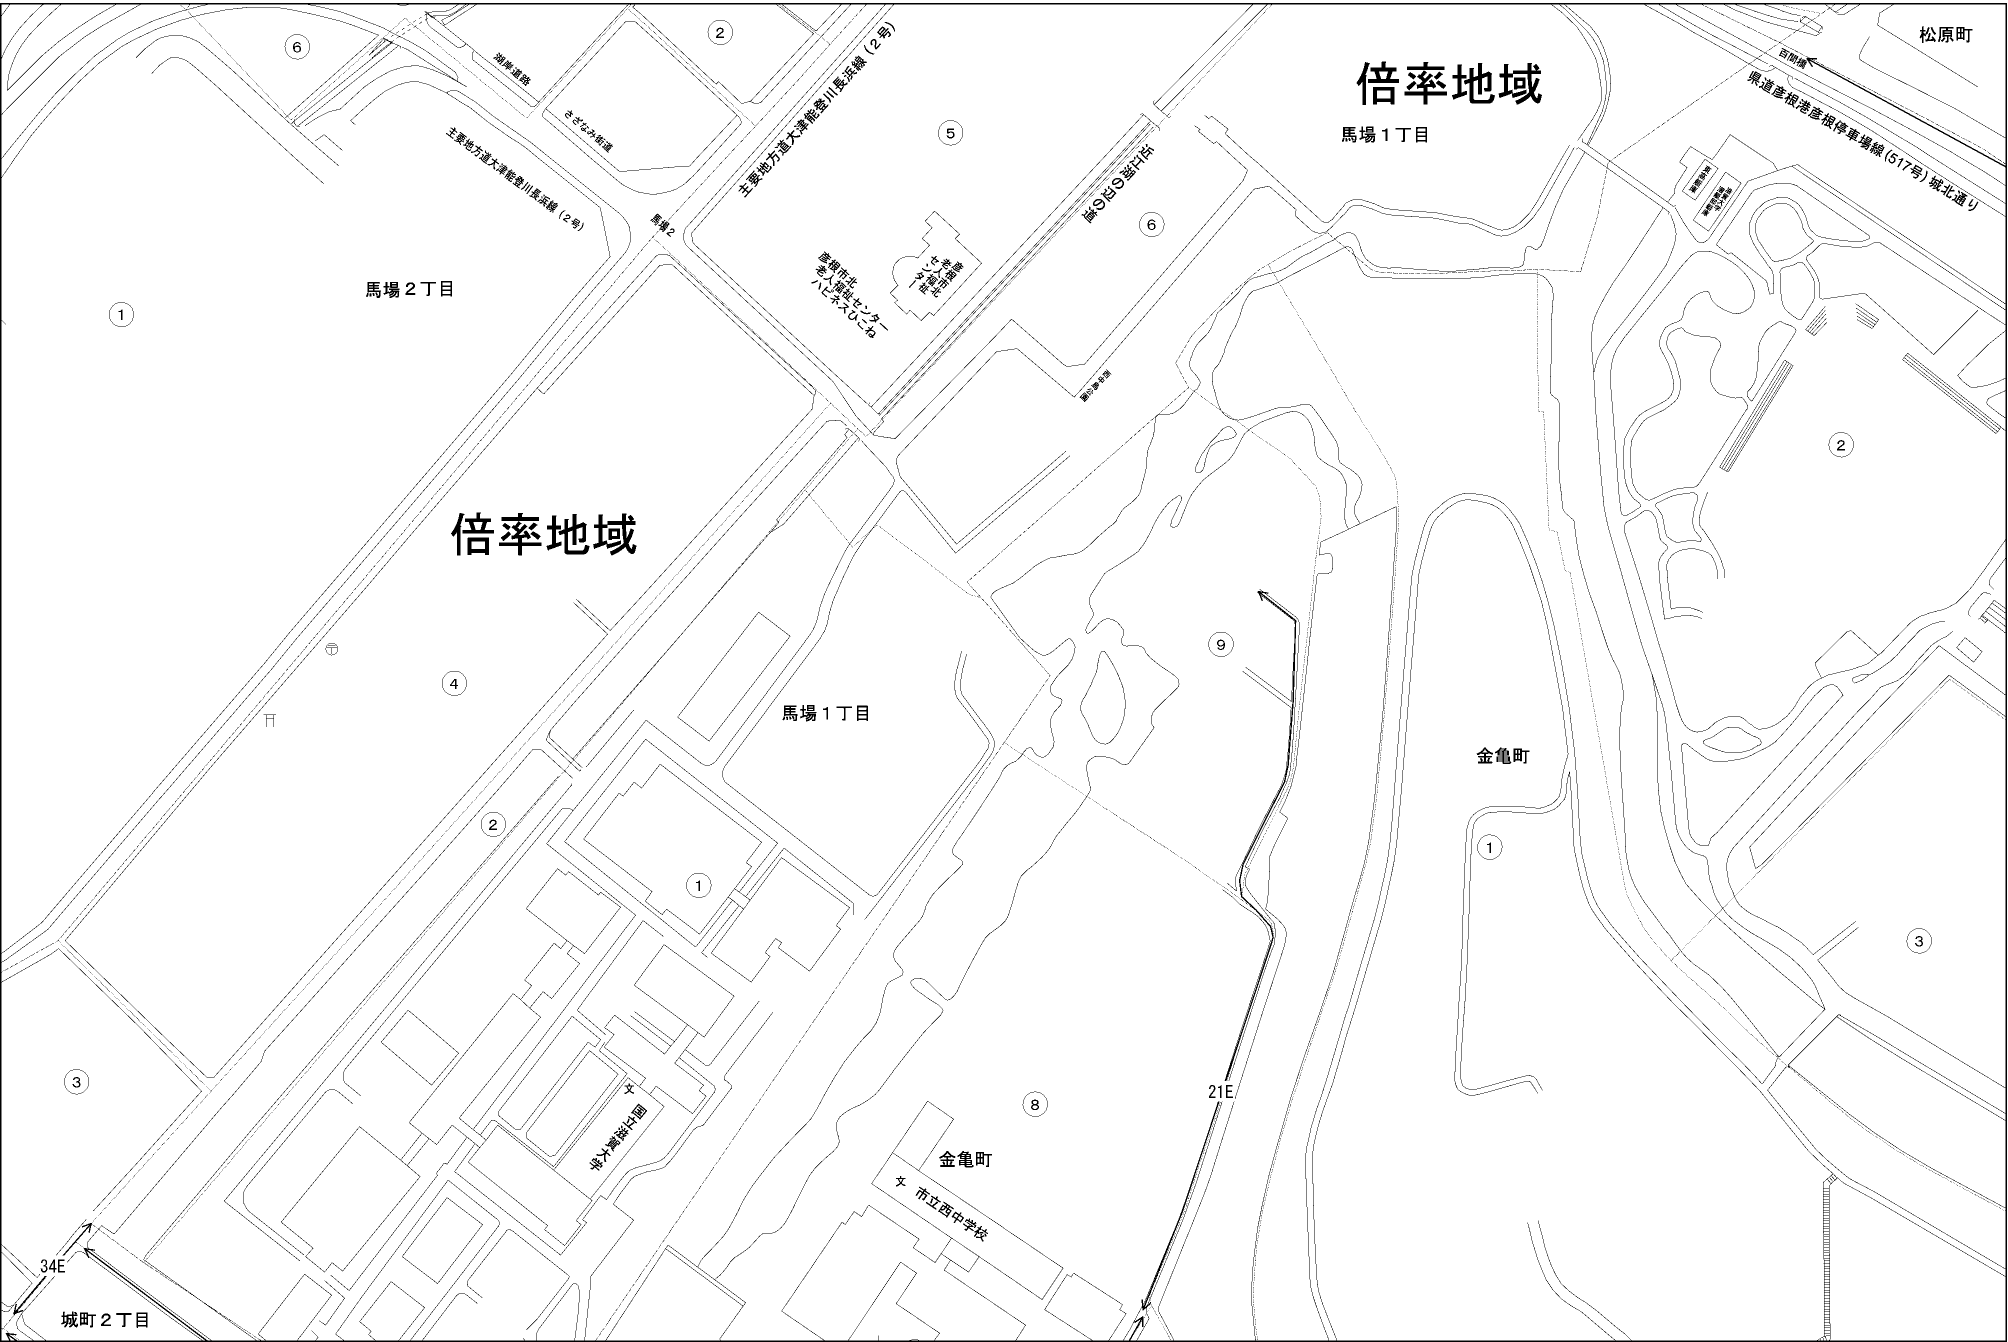 松原町
⑥
②
湖岸道路
さざなみ街道
主要地方道大津能登川長浜線（２号）
主要地方道大津能登川長浜線（２号）
倍率地域
馬場１丁目
百間橋
県道彦根港彦根停車場線(517号)城北通り
⑤
近江湖の辺の道
⑥
馬場２
馬場２丁目
①
彦根市北
老人福祉センター
ハピネスひこね
彦根市北
老人福祉
センター
西中島公園
②
倍率地域
④
馬場１丁目
⑨
金亀町
①
②
①
③
③
⑧
21E
文
国立滋賀大学
金亀町
文
市立西中学校
34E
城町２丁目